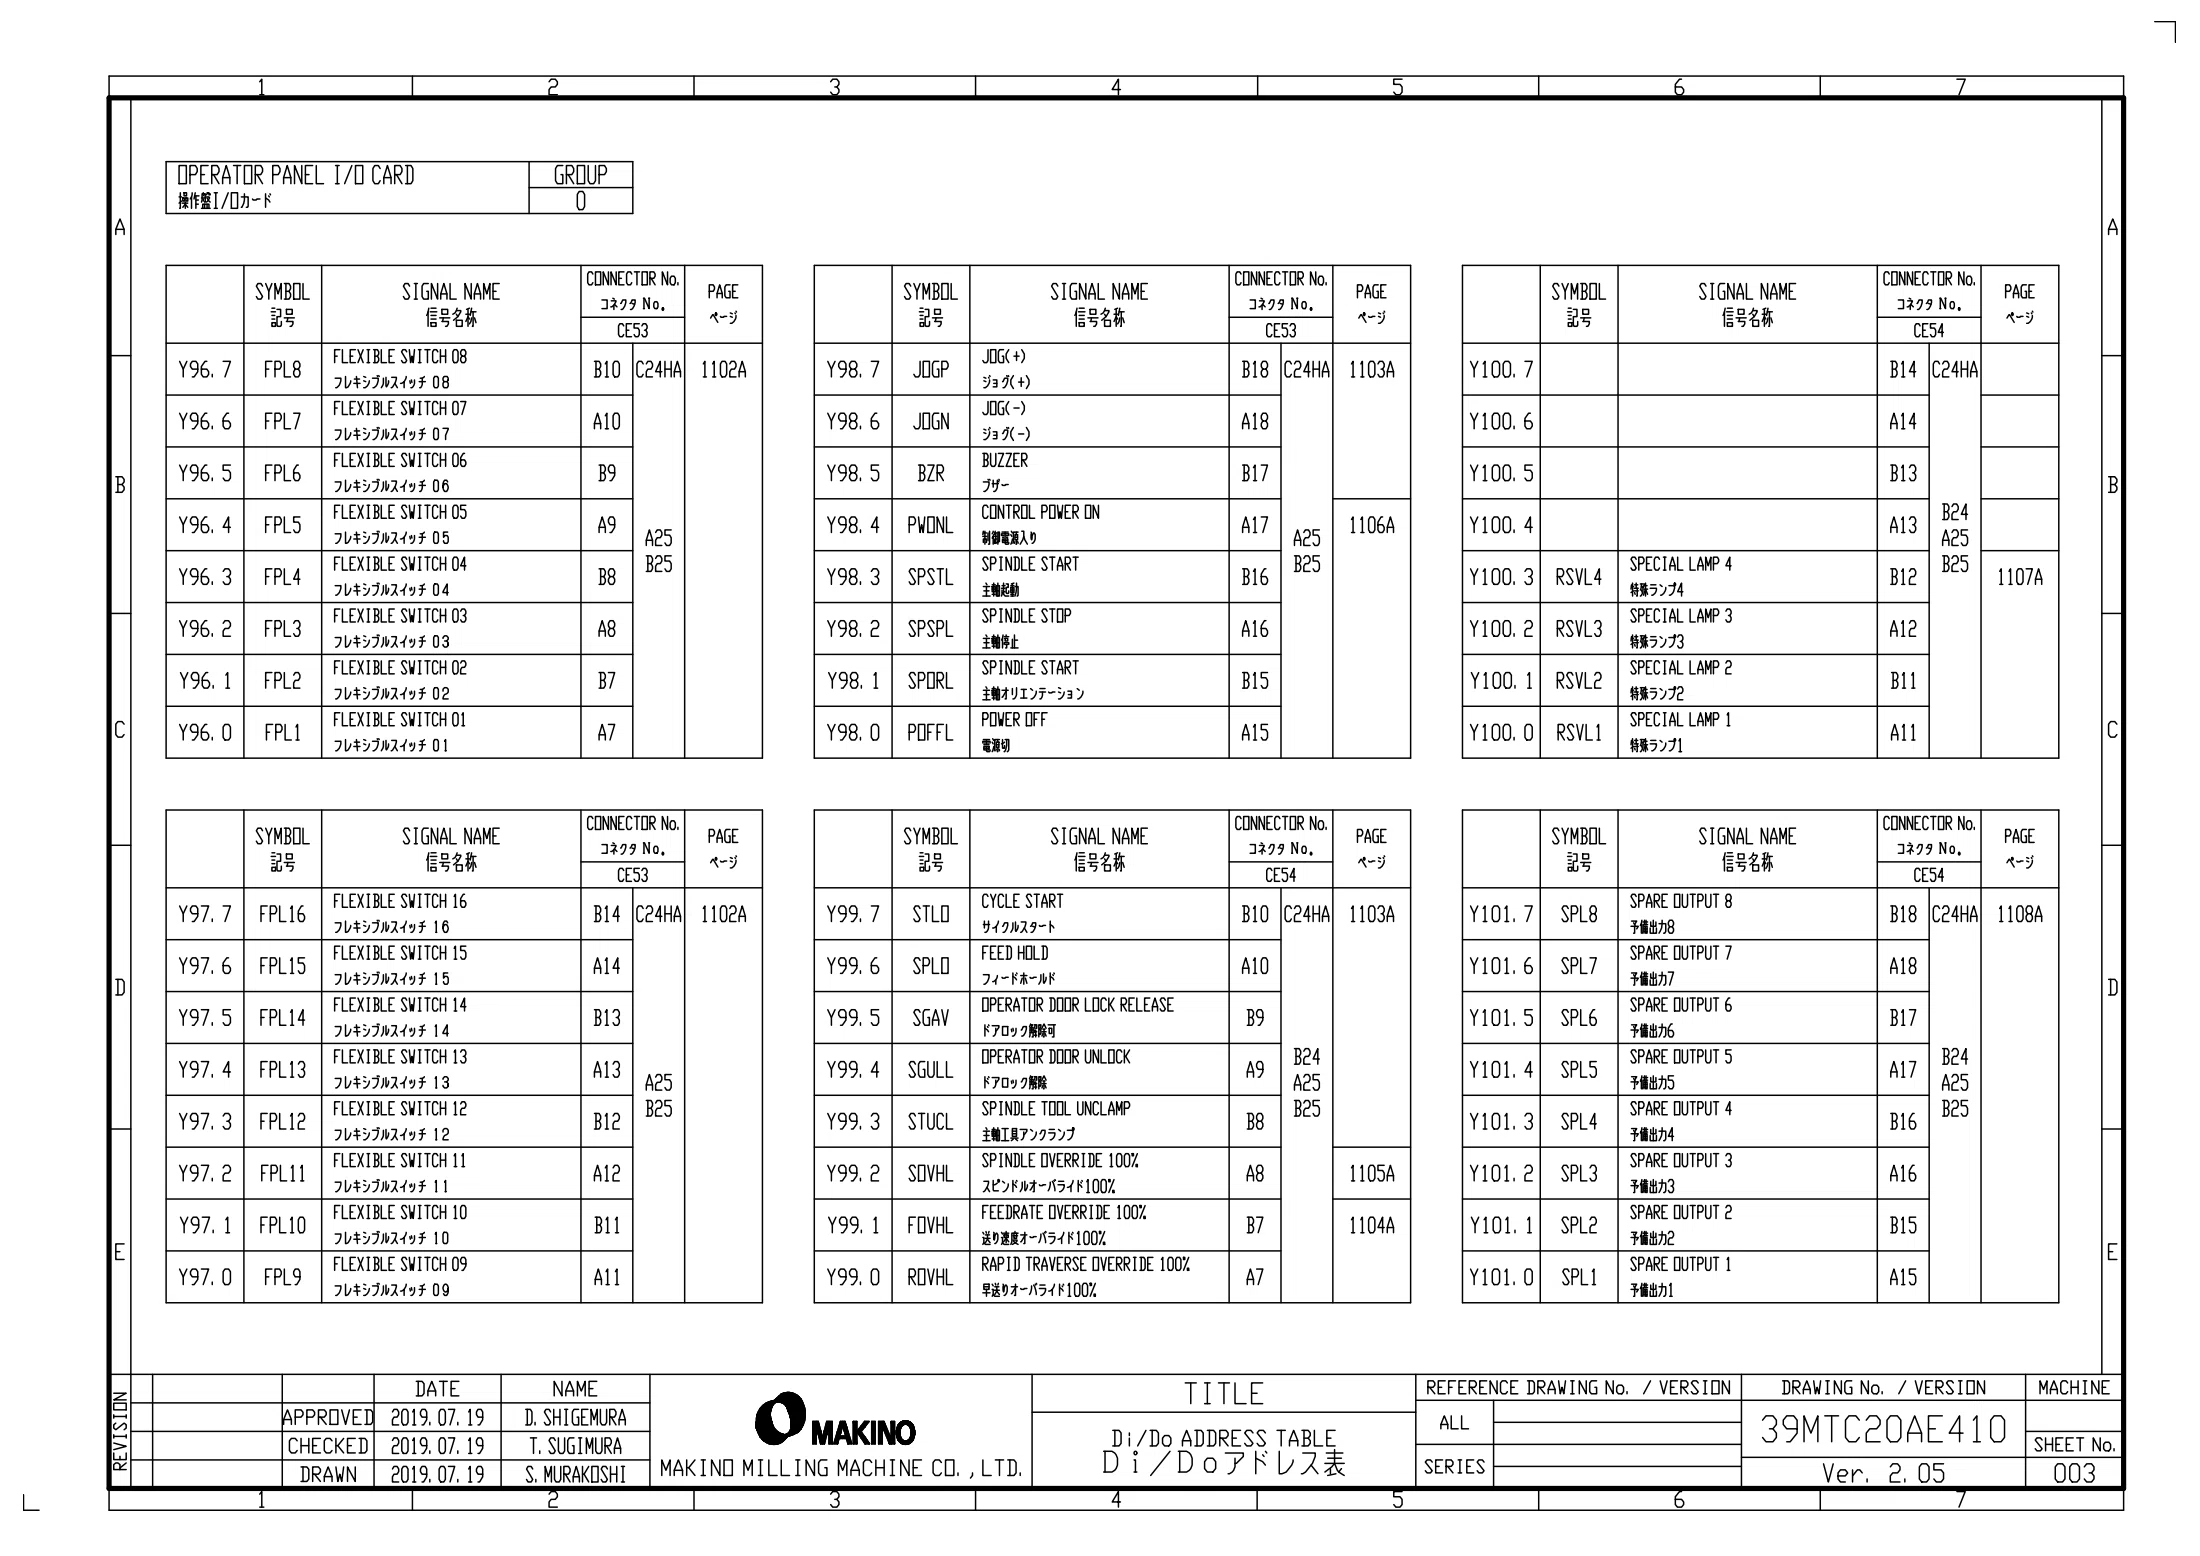 1 2 3 4 5 6 7
OPERATOR PANEL I/O CARD GROUP
操作盤I/Oカード 0
A A
B B
C C
D D
E E
SYMBOL SIGNAL NAME CONNECTOR No. PAGE
記号 信号名称 コネクタ No. ページ
CE53
Y96. 7 FPL8 FLEXIBLE SWITCH 08 B10 C24HA 1102A
フレキシブルスイッチ 08
Y96. 6 FPL7 FLEXIBLE SWITCH 07 A10
フレキシブルスイッチ 07
Y96. 5 FPL6 FLEXIBLE SWITCH 06 B9
フレキシブルスイッチ 06
Y96. 4 FPL5 FLEXIBLE SWITCH 05 A9
フレキシブルスイッチ 05 A25
Y96. 3 FPL4 FLEXIBLE SWITCH 04 B8 B25
フレキシブルスイッチ 04
Y96. 2 FPL3 FLEXIBLE SWITCH 03 A8
フレキシブルスイッチ 03
Y96. 1 FPL2 FLEXIBLE SWITCH 02 B7
フレキシブルスイッチ 02
Y96. 0 FPL1 FLEXIBLE SWITCH 01 A7
フレキシブルスイッチ 01
SYMBOL SIGNAL NAME CONNECTOR No. PAGE
記号 信号名称 コネクタ No. ページ
CE53
Y98. 7 JOGP JOG(+) B18 C24HA 1103A
ジョグ(+)
Y98. 6 JOGN JOG(-) A18
ジョグ(-)
Y98. 5 BZR BUZZER B17
ブザー
Y98. 4 PWONL CONTROL POWER ON A17 1106A
制御電源入り A25
Y98. 3 SPSTL SPINDLE START B16 B25
主軸起動
Y98. 2 SPSPL SPINDLE STOP A16
主軸停止
Y98. 1 SPORL SPINDLE START B15
主軸オリエンテーション
Y98. 0 POFFL POWER OFF A15
電源切
SYMBOL SIGNAL NAME CONNECTOR No. PAGE
記号 信号名称 コネクタ No. ページ
CE54
Y100. 7 B14 C24HA
Y100. 6 A14
Y100. 5 B13
Y100. 4 A13 B24
A25
Y100. 3 RSVL4 SPECIAL LAMP 4 B12 B25 1107A
特殊ランプ4
Y100. 2 RSVL3 SPECIAL LAMP 3 A12
特殊ランプ3
Y100. 1 RSVL2 SPECIAL LAMP 2 B11
特殊ランプ2
Y100. 0 RSVL1 SPECIAL LAMP 1 A11
特殊ランプ1
SYMBOL SIGNAL NAME CONNECTOR No. PAGE
記号 信号名称 コネクタ No. ページ
CE53
Y97. 7 FPL16 FLEXIBLE SWITCH 16 B14 C24HA 1102A
フレキシブルスイッチ 16
Y97. 6 FPL15 FLEXIBLE SWITCH 15 A14
フレキシブルスイッチ 15
Y97. 5 FPL14 FLEXIBLE SWITCH 14 B13
フレキシブルスイッチ 14
Y97. 4 FPL13 FLEXIBLE SWITCH 13 A13
フレキシブルスイッチ 13 A25
Y97. 3 FPL12 FLEXIBLE SWITCH 12 B12 B25
フレキシブルスイッチ 12
Y97. 2 FPL11 FLEXIBLE SWITCH 11 A12
フレキシブルスイッチ 11
Y97. 1 FPL10 FLEXIBLE SWITCH 10 B11
フレキシブルスイッチ 10
Y97. 0 FPL9 FLEXIBLE SWITCH 09 A11
フレキシブルスイッチ 09
SYMBOL SIGNAL NAME CONNECTOR No. PAGE
記号 信号名称 コネクタ No. ページ
CE54
Y99. 7 STLO CYCLE START B10 C24HA 1103A
サイクルスタート
Y99. 6 SPLO FEED HOLD A10
フィードホールド
Y99. 5 SGAV OPERATOR DOOR LOCK RELEASE B9
ドアロック解除可
Y99. 4 SGULL OPERATOR DOOR UNLOCK A9 B24
ドアロック解除 A25
Y99. 3 STUCL SPINDLE TOOL UNCLAMP B8 B25
主軸工具アンクランプ
Y99. 2 SOVHL SPINDLE OVERRIDE 100% A8 1105A
スピンドルオーバライド100%
Y99. 1 FOVHL FEEDRATE OVERRIDE 100% B7 1104A
送り速度オーバライド100%
Y99. 0 ROVHL RAPID TRAVERSE OVERRIDE 100% A7
早送りオーバライド100%
SYMBOL SIGNAL NAME CONNECTOR No. PAGE
記号 信号名称 コネクタ No. ページ
CE54
Y101. 7 SPL8 SPARE OUTPUT 8 B18 C24HA 1108A
予備出力8
Y101. 6 SPL7 SPARE OUTPUT 7 A18
予備出力7
Y101. 5 SPL6 SPARE OUTPUT 6 B17
予備出力6
Y101. 4 SPL5 SPARE OUTPUT 5 A17 B24
予備出力5 A25
Y101. 3 SPL4 SPARE OUTPUT 4 B16 B25
予備出力4
Y101. 2 SPL3 SPARE OUTPUT 3 A16
予備出力3
Y101. 1 SPL2 SPARE OUTPUT 2 B15
予備出力2
Y101. 0 SPL1 SPARE OUTPUT 1 A15
予備出力1
REVISION
DATE NAME
APPROVED 2019. 07. 19 D. SHIGEMURA
CHECKED 2019. 07. 19 T. SUGIMURA
DRAWN 2019. 07. 19 S. MURAKOSHI
MAKINO
MAKINO MILLING MACHINE CO. , LTD.
TITLE
Di/Do ADDRESS TABLE
Di/Doアドレス表
REFERENCE DRAWING No. / VERSION
ALL
SERIES
DRAWING No. / VERSION
39MTC20AE410
Ver. 2. 05
MACHINE
SHEET No.
003
1 2 3 4 5 6 7